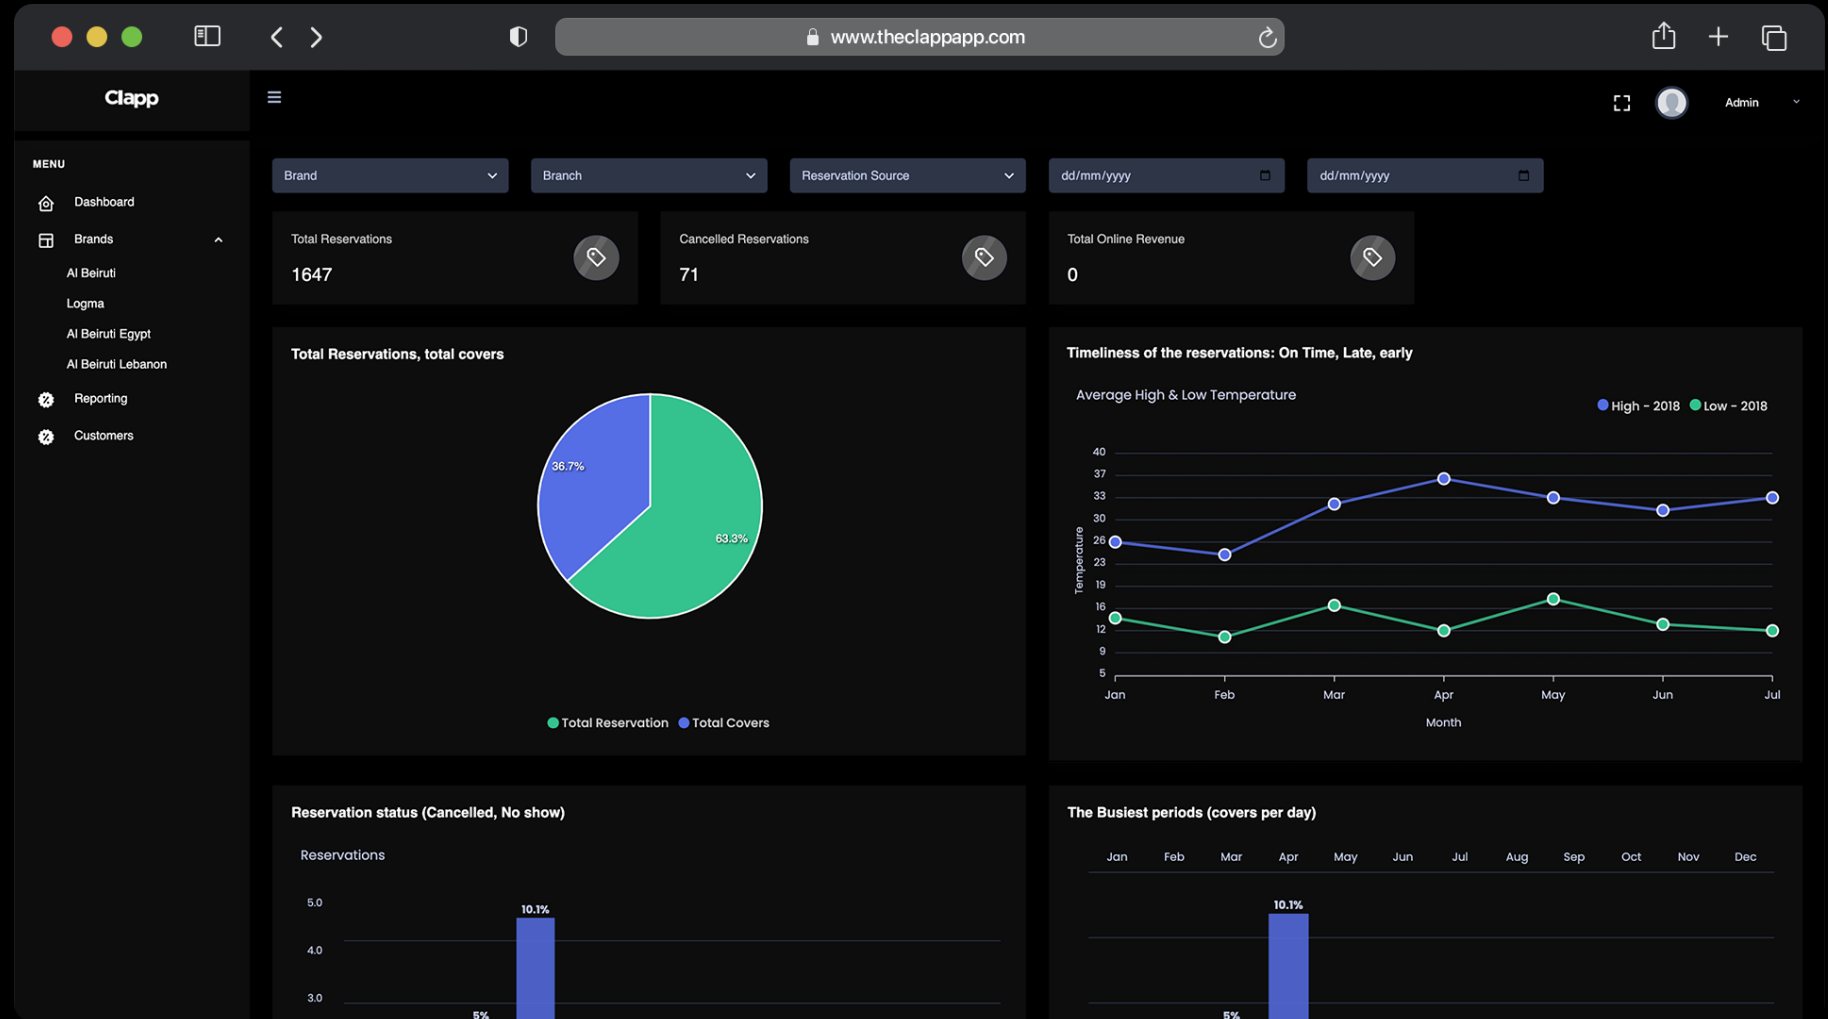 www.theclappapp.com
Clapp
Admin
MENU
Dashboard
Brands
Al Beiruti
Logma
Al Beiruti Egypt
Al Beiruti Lebanon
Reporting
Customers
Brand
Branch
Reservation Source
dd/mm/yyyy
dd/mm/yyyy
Total Reservations
1647
Cancelled Reservations
71
Total Online Revenue
0
Total Reservations, total covers
36.7%
63.3%
Total Reservation Total Covers
Timeliness of the reservations: On Time, Late, early
Average High & Low Temperature
High - 2018 Low - 2018
Temperature
40
37
33
30
26
23
19
16
12
9
5
Jan Feb Mar Apr May Jun Jul
Month
Reservation status (Cancelled, No show)
Reservations
5.0
4.0
3.0
10.1%
5%
The Busiest periods (covers per day)
Jan Feb Mar Apr May Jun Jul Aug Sep Oct Nov Dec
10.1%
5%